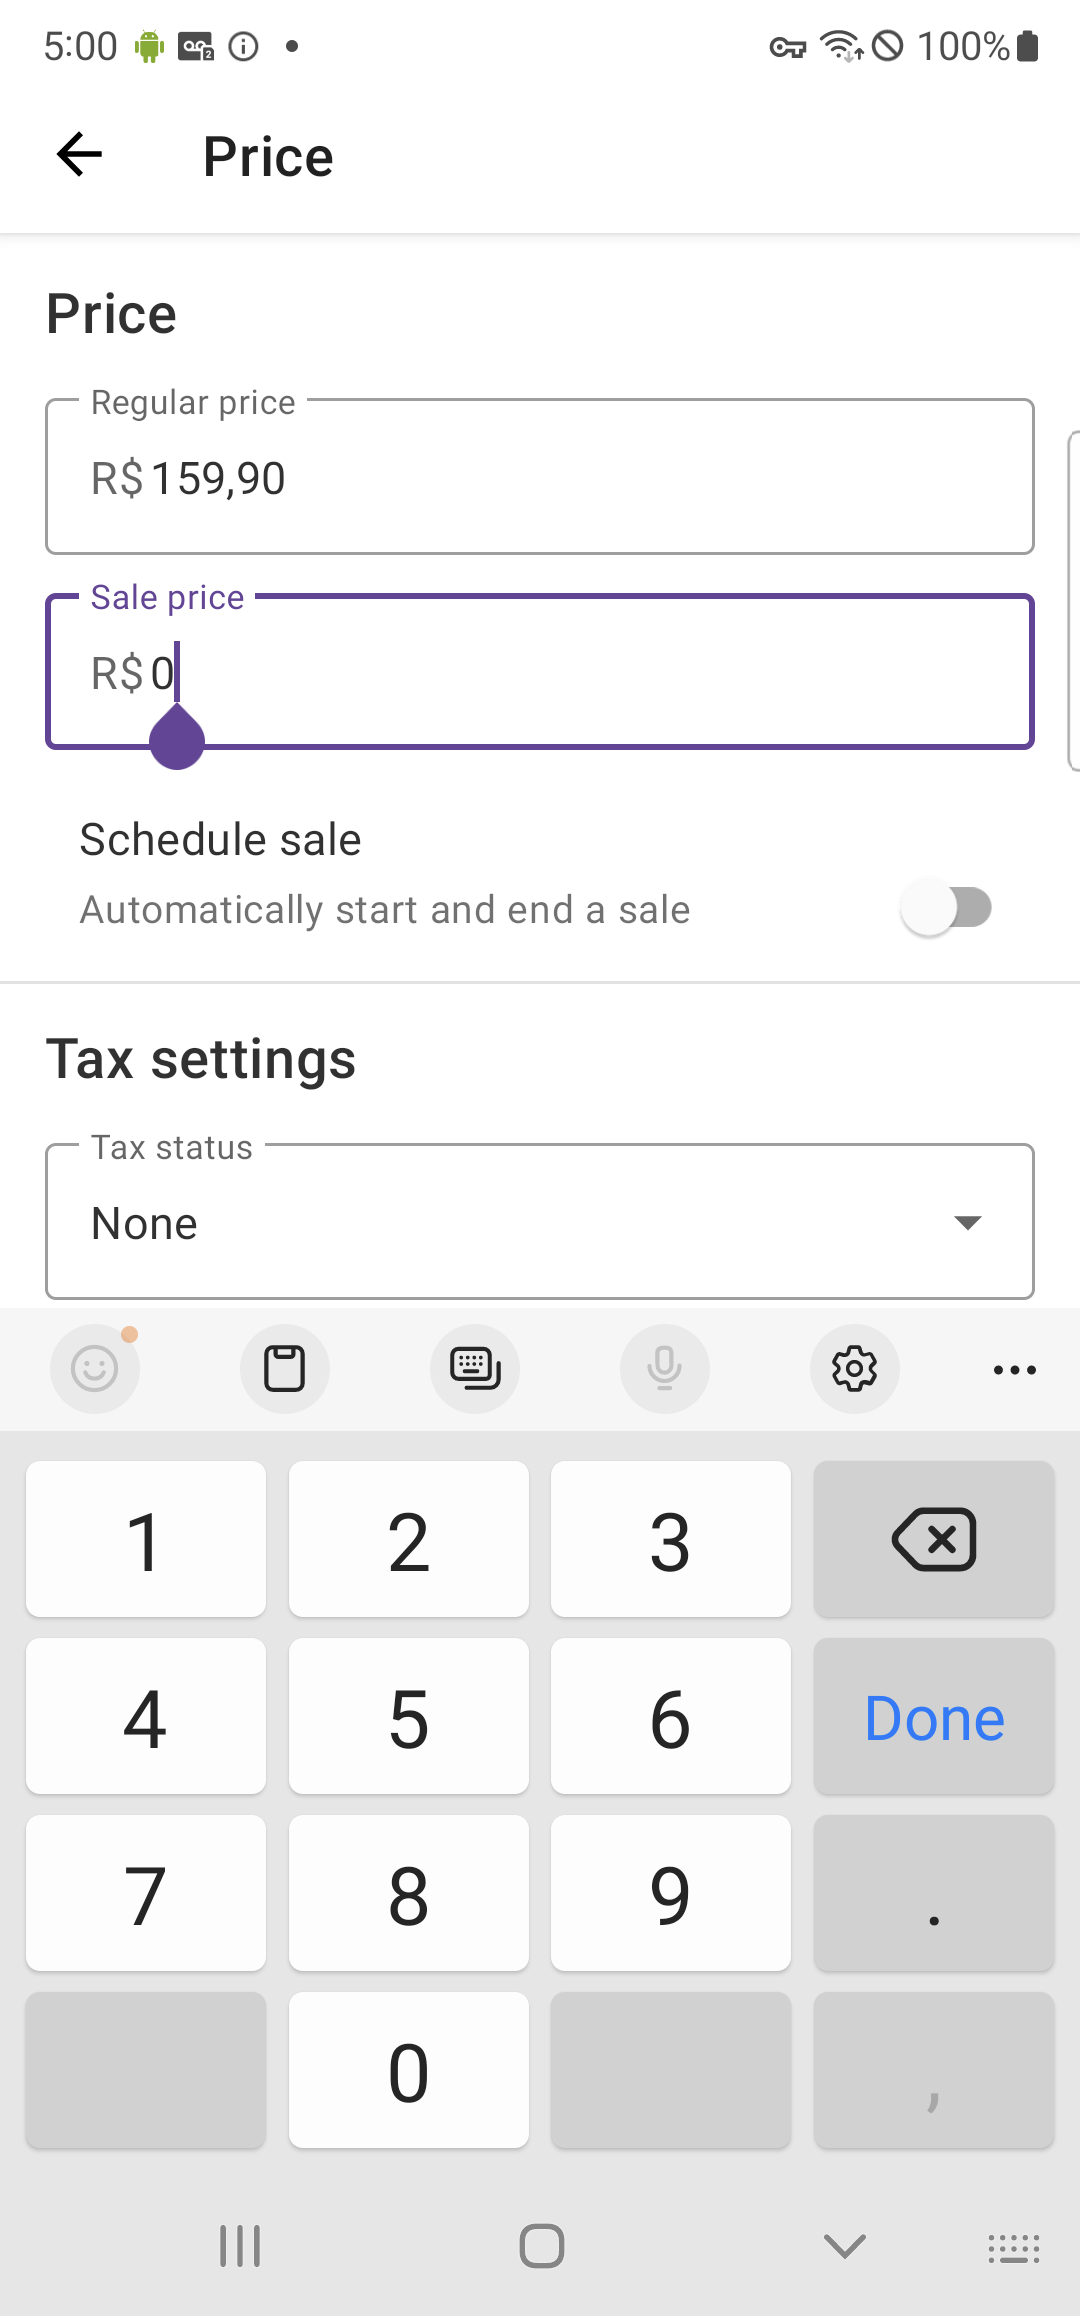 5:00 100%
Price
Price
Regular price
R$ 159,90
Sale price
R$ 0
Schedule sale
Automatically start and end a sale
Tax settings
Tax status
None
1 2 3
4 5 6 Done
7 8 9 .
0 ,